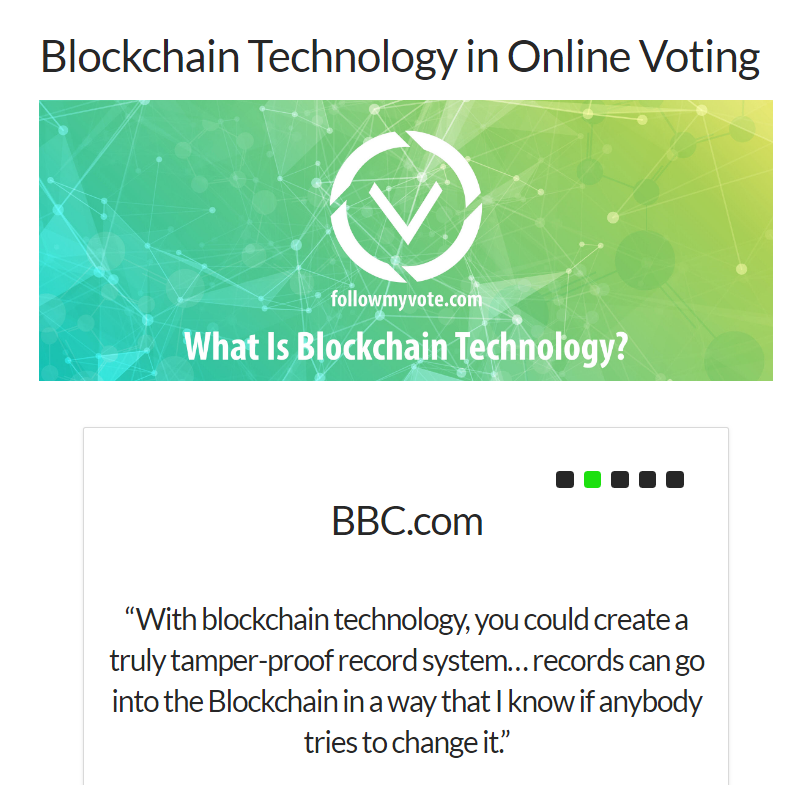 Blockchain Technology in Online Voting
followmyvote.com
What Is Blockchain Technology?
BBC.com
“With blockchain technology, you could create a
truly tamper-proof record system… records can go
into the Blockchain in a way that I know if anybody
tries to change it.”